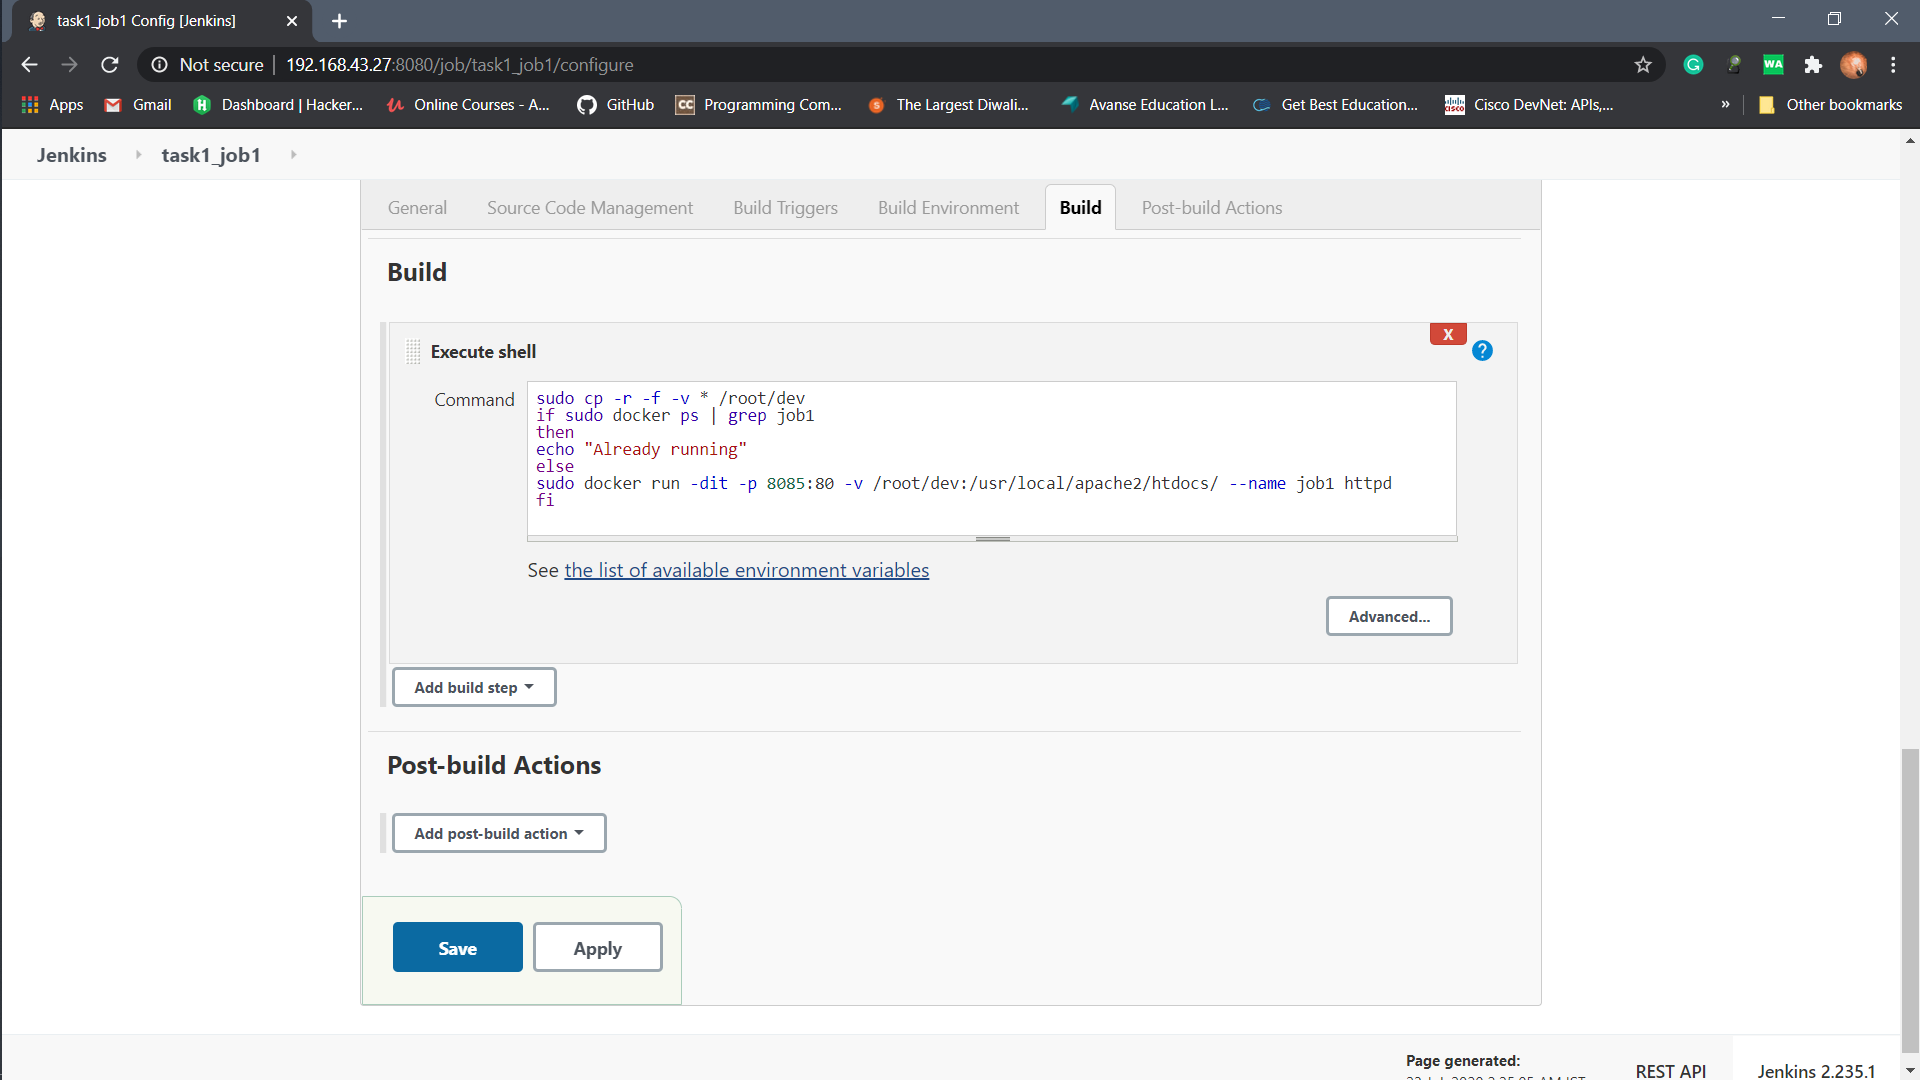 task1_job1 Config [Jenkins]
Not secure 192.168.43.27:8080/job/task1_job1/configure
WA
Apps Gmail Dashboard | Hacker... Online Courses - A... GitHub CC Programming Com... The Largest Diwali... Avanse Education L... Get Best Education... Cisco DevNet: APIs,... » Other bookmarks
Jenkins task1_job1
General Source Code Management Build Triggers Build Environment Build Post-build Actions
Build
X
Execute shell ?
Command
sudo cp -r -f -v * /root/dev
if sudo docker ps | grep job1
then
echo "Already running"
else
sudo docker run -dit -p 8085:80 -v /root/dev:/usr/local/apache2/htdocs/ --name job1 httpd
fi
See the list of available environment variables
Advanced...
Add build step
Post-build Actions
Add post-build action
Save Apply
Page generated:
REST API Jenkins 2.235.1